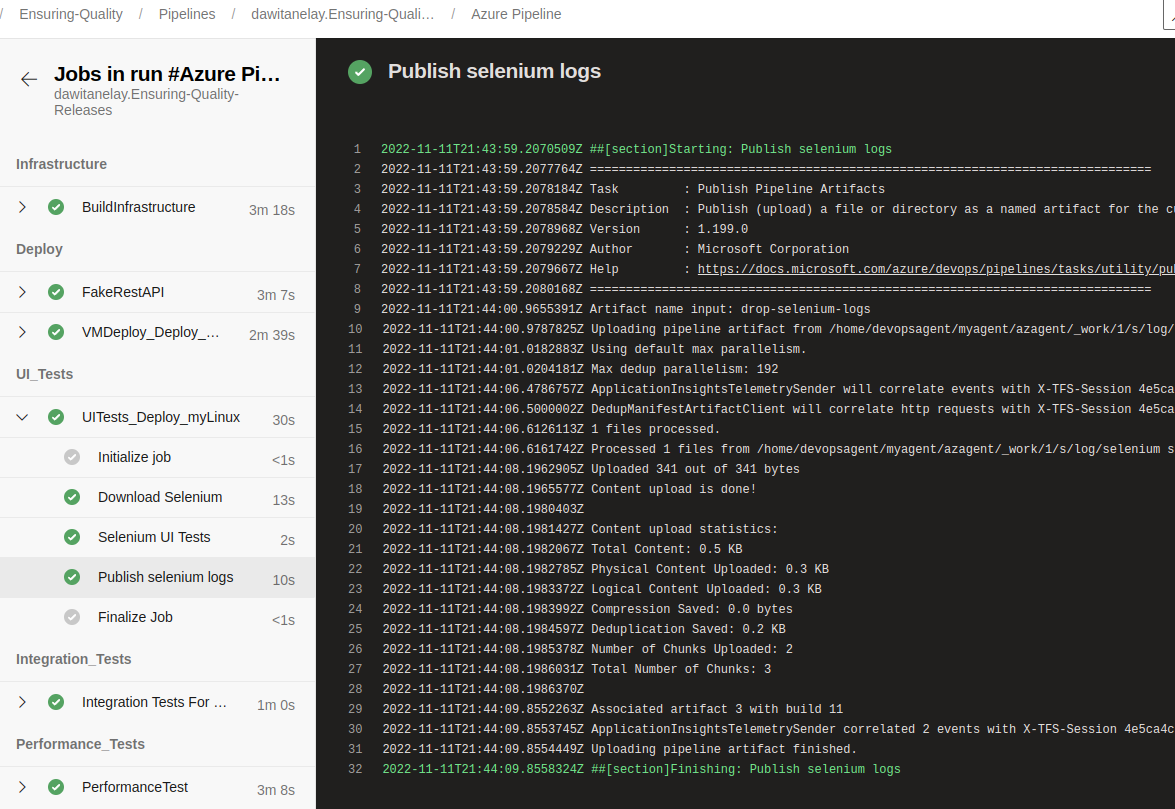 / Ensuring-Quality / Pipelines / dawitanelay.Ensuring-Quali… / Azure Pipeline
Jobs in run #Azure Pi…
dawitanelay.Ensuring-Quality-
Releases
Infrastructure
BuildInfrastructure 3m 18s
Deploy
FakeRestAPI 3m 7s
VMDeploy_Deploy_… 2m 39s
UI_Tests
UITests_Deploy_myLinux 30s
Initialize job <1s
Download Selenium 13s
Selenium UI Tests 2s
Publish selenium logs 10s
Finalize Job <1s
Integration_Tests
Integration Tests For … 1m 0s
Performance_Tests
PerformanceTest 3m 8s
Publish selenium logs
1 2022-11-11T21:43:59.2070509Z ##[section]Starting: Publish selenium logs
2 2022-11-11T21:43:59.2077764Z ==============================================================================
3 2022-11-11T21:43:59.2078184Z Task         : Publish Pipeline Artifacts
4 2022-11-11T21:43:59.2078584Z Description  : Publish (upload) a file or directory as a named artifact for the cu
5 2022-11-11T21:43:59.2078968Z Version      : 1.199.0
6 2022-11-11T21:43:59.2079229Z Author       : Microsoft Corporation
7 2022-11-11T21:43:59.2079667Z Help         : https://docs.microsoft.com/azure/devops/pipelines/tasks/utility/pub
8 2022-11-11T21:43:59.2080168Z ==============================================================================
9 2022-11-11T21:44:00.9655391Z Artifact name input: drop-selenium-logs
10 2022-11-11T21:44:00.9787825Z Uploading pipeline artifact from /home/devopsagent/myagent/azagent/_work/1/s/log/
11 2022-11-11T21:44:01.0182883Z Using default max parallelism.
12 2022-11-11T21:44:01.0204181Z Max dedup parallelism: 192
13 2022-11-11T21:44:06.4786757Z ApplicationInsightsTelemetrySender will correlate events with X-TFS-Session 4e5ca
14 2022-11-11T21:44:06.5000002Z DedupManifestArtifactClient will correlate http requests with X-TFS-Session 4e5ca
15 2022-11-11T21:44:06.6126113Z 1 files processed.
16 2022-11-11T21:44:06.6161742Z Processed 1 files from /home/devopsagent/myagent/azagent/_work/1/s/log/selenium s
17 2022-11-11T21:44:08.1962905Z Uploaded 341 out of 341 bytes
18 2022-11-11T21:44:08.1965577Z Content upload is done!
19 2022-11-11T21:44:08.1980403Z
20 2022-11-11T21:44:08.1981427Z Content upload statistics:
21 2022-11-11T21:44:08.1982067Z Total Content: 0.5 KB
22 2022-11-11T21:44:08.1982785Z Physical Content Uploaded: 0.3 KB
23 2022-11-11T21:44:08.1983372Z Logical Content Uploaded: 0.3 KB
24 2022-11-11T21:44:08.1983992Z Compression Saved: 0.0 bytes
25 2022-11-11T21:44:08.1984597Z Deduplication Saved: 0.2 KB
26 2022-11-11T21:44:08.1985378Z Number of Chunks Uploaded: 2
27 2022-11-11T21:44:08.1986031Z Total Number of Chunks: 3
28 2022-11-11T21:44:08.1986370Z
29 2022-11-11T21:44:09.8552263Z Associated artifact 3 with build 11
30 2022-11-11T21:44:09.8553745Z ApplicationInsightsTelemetrySender correlated 2 events with X-TFS-Session 4e5ca4c
31 2022-11-11T21:44:09.8554449Z Uploading pipeline artifact finished.
32 2022-11-11T21:44:09.8558324Z ##[section]Finishing: Publish selenium logs